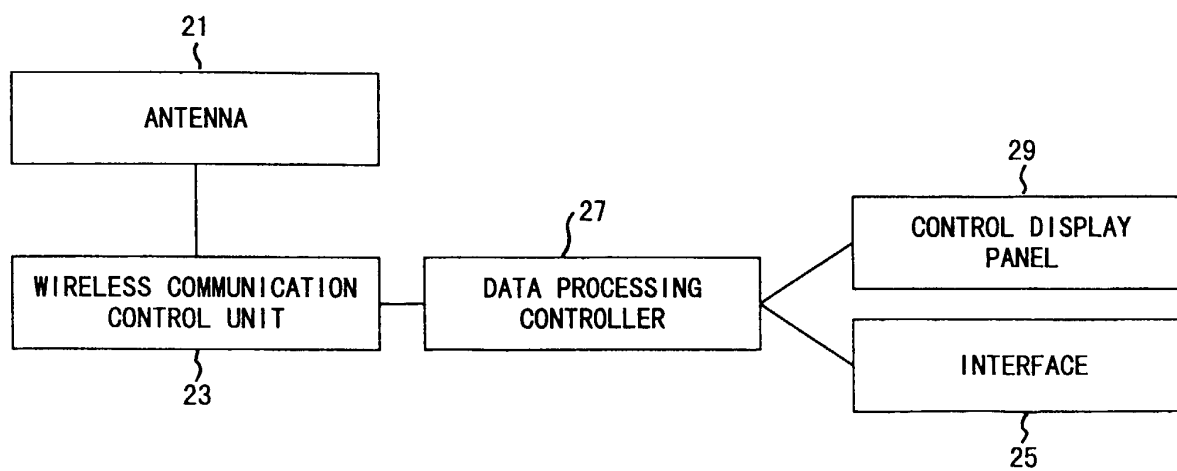 21
ANTENNA
29
27
CONTROL DISPLAY
PANEL
WIRELESS COMMUNICATION
CONTROL UNIT
DATA PROCESSING
CONTROLLER
23
INTERFACE
25